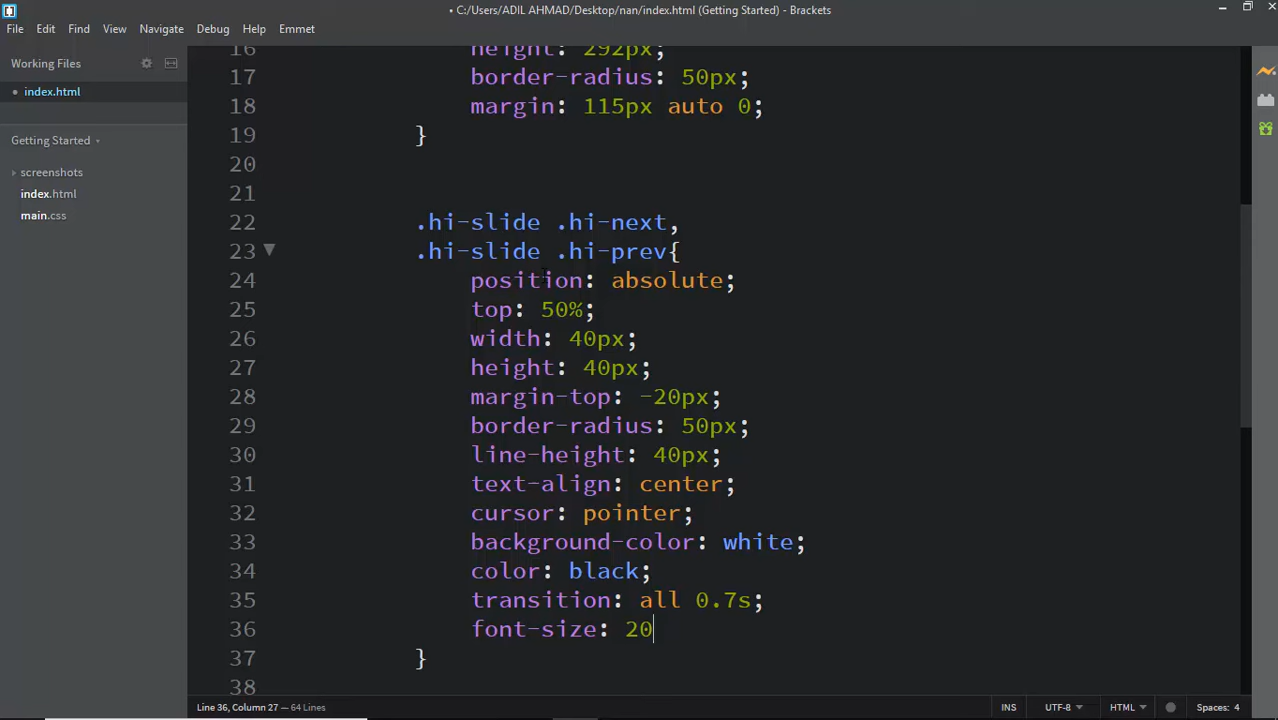 • C:/Users/ADIL AHMAD/Desktop/nan/index.html (Getting Started) - Brackets
File Edit Find View Navigate Debug Help Emmet
Working Files
• index.html
Getting Started
screenshots
index.html
main.css
16 height: 292px;
17 border-radius: 50px;
18 margin: 115px auto 0;
19 }
20
21
22 .hi-slide .hi-next,
23 .hi-slide .hi-prev{
24 position: absolute;
25 top: 50%;
26 width: 40px;
27 height: 40px;
28 margin-top: -20px;
29 border-radius: 50px;
30 line-height: 40px;
31 text-align: center;
32 cursor: pointer;
33 background-color: white;
34 color: black;
35 transition: all 0.7s;
36 font-size: 20
37 }
38
Line 36, Column 27 — 64 Lines
INS UTF-8 HTML Spaces: 4